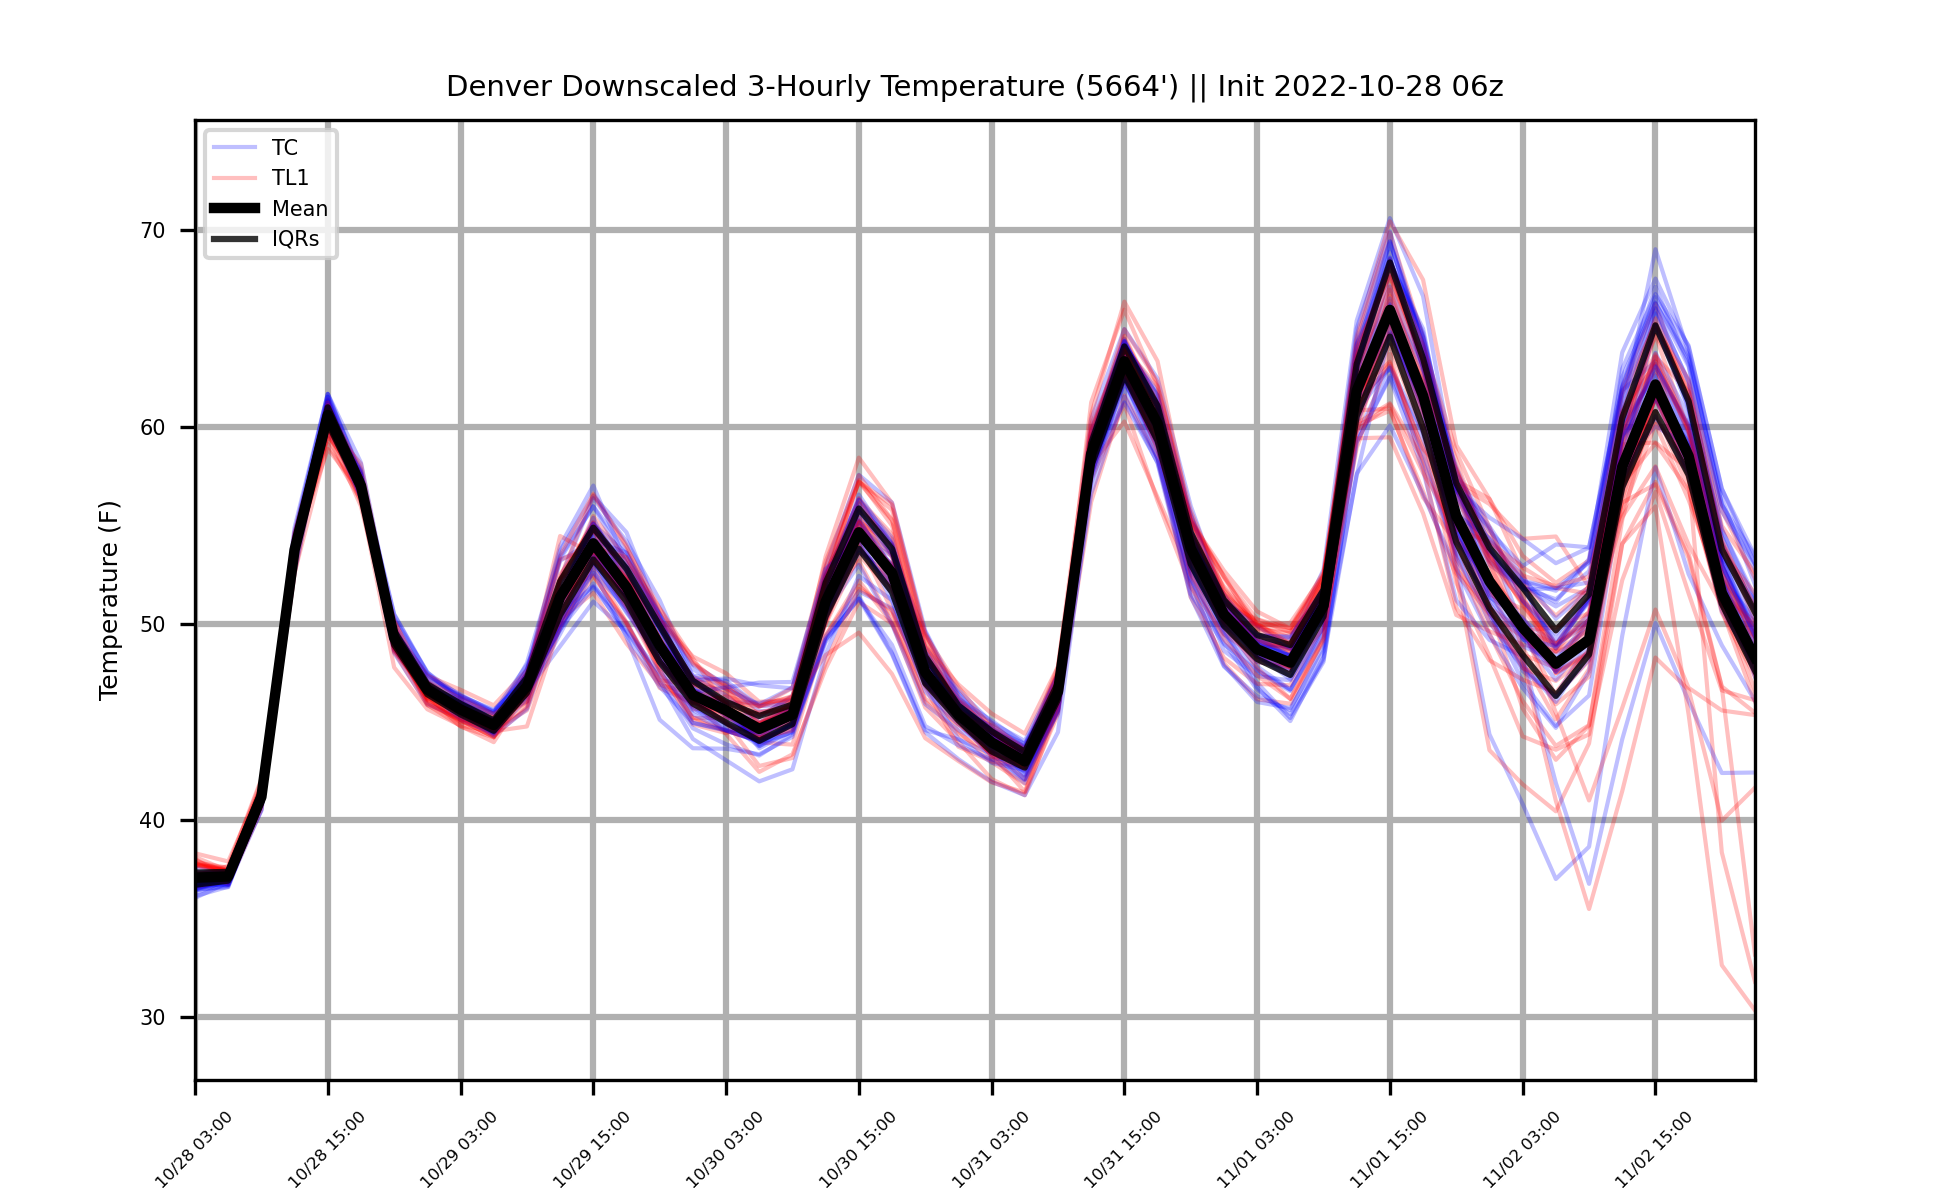 Denver Downscaled 3-Hourly Temperature (5664') || Init 2022-10-28 06z
TC
TL1
Mean
IQRs
Temperature (F)
70
60
50
40
30
10/28 03:00
10/28 15:00
10/29 03:00
10/29 15:00
10/30 03:00
10/30 15:00
10/31 03:00
10/31 15:00
11/01 03:00
11/01 15:00
11/02 03:00
11/02 15:00